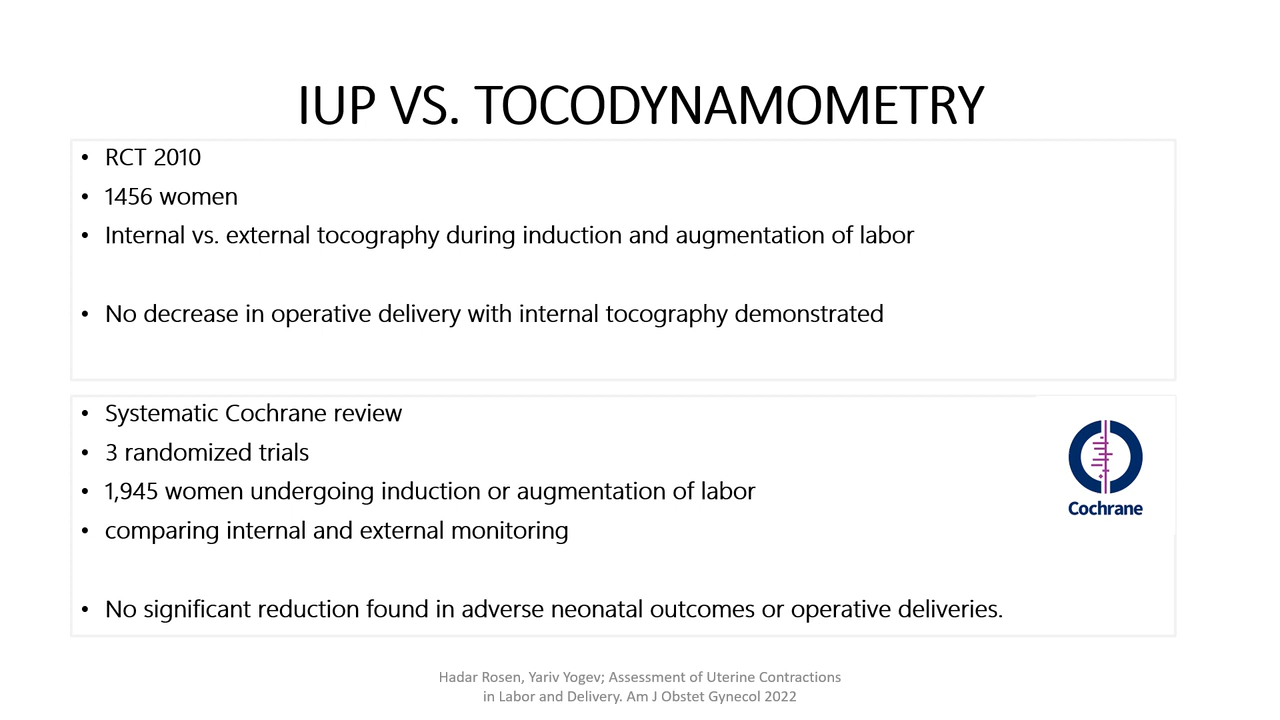 IUP VS. TOCODYNAMOMETRY
• RCT 2010
• 1456 women
• Internal vs. external tocography during induction and augmentation of labor
• No decrease in operative delivery with internal tocography demonstrated
• Systematic Cochrane review
• 3 randomized trials
• 1,945 women undergoing induction or augmentation of labor
• comparing internal and external monitoring
Cochrane
• No significant reduction found in adverse neonatal outcomes or operative deliveries.
Hadar Rosen, Yariv Yogev; Assessment of Uterine Contractions
in Labor and Delivery. Am J Obstet Gynecol 2022